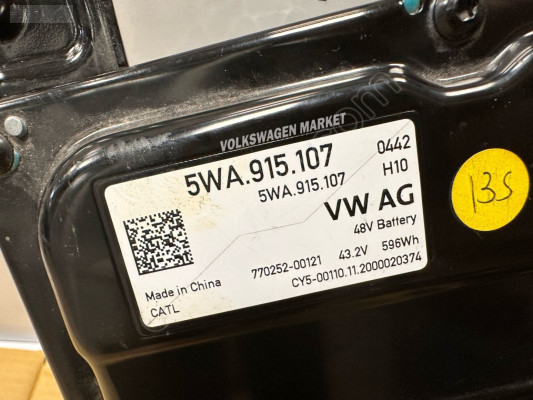 VOLKSWAGEN MARKET
5WA.915.107 0442
5WA.915.107 H10
VW AG
48V Battery
770252-00121 43.2V 596Wh
Made in China
CY5-00110.11.2000020374
CATL
135